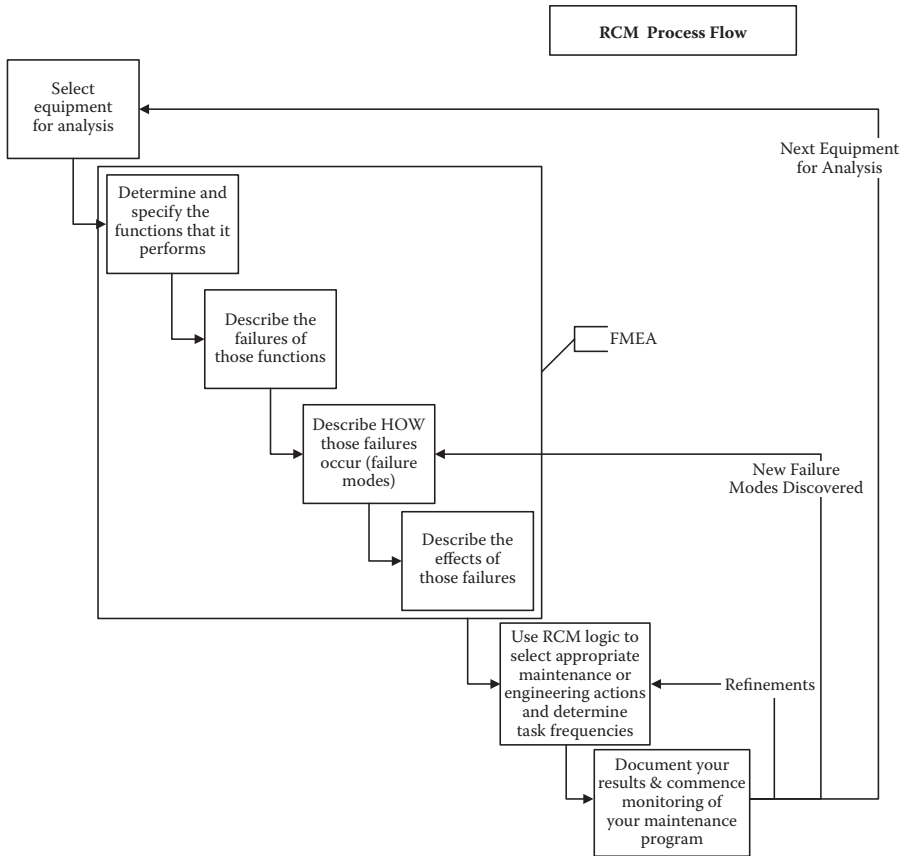 RCM Process Flow
Select
equipment
for analysis
Next Equipment
for Analysis
Determine and
specify the
functions that it
performs
Describe the
failures of
those functions
FMEA
Describe HOW
those failures
occur (failure
modes)
New Failure
Modes Discovered
Describe the
effects of
those failures
Use RCM logic to
select appropriate
maintenance or
engineering actions
and determine
task frequencies
Refinements
Document your
results & commence
monitoring of
your maintenance
program